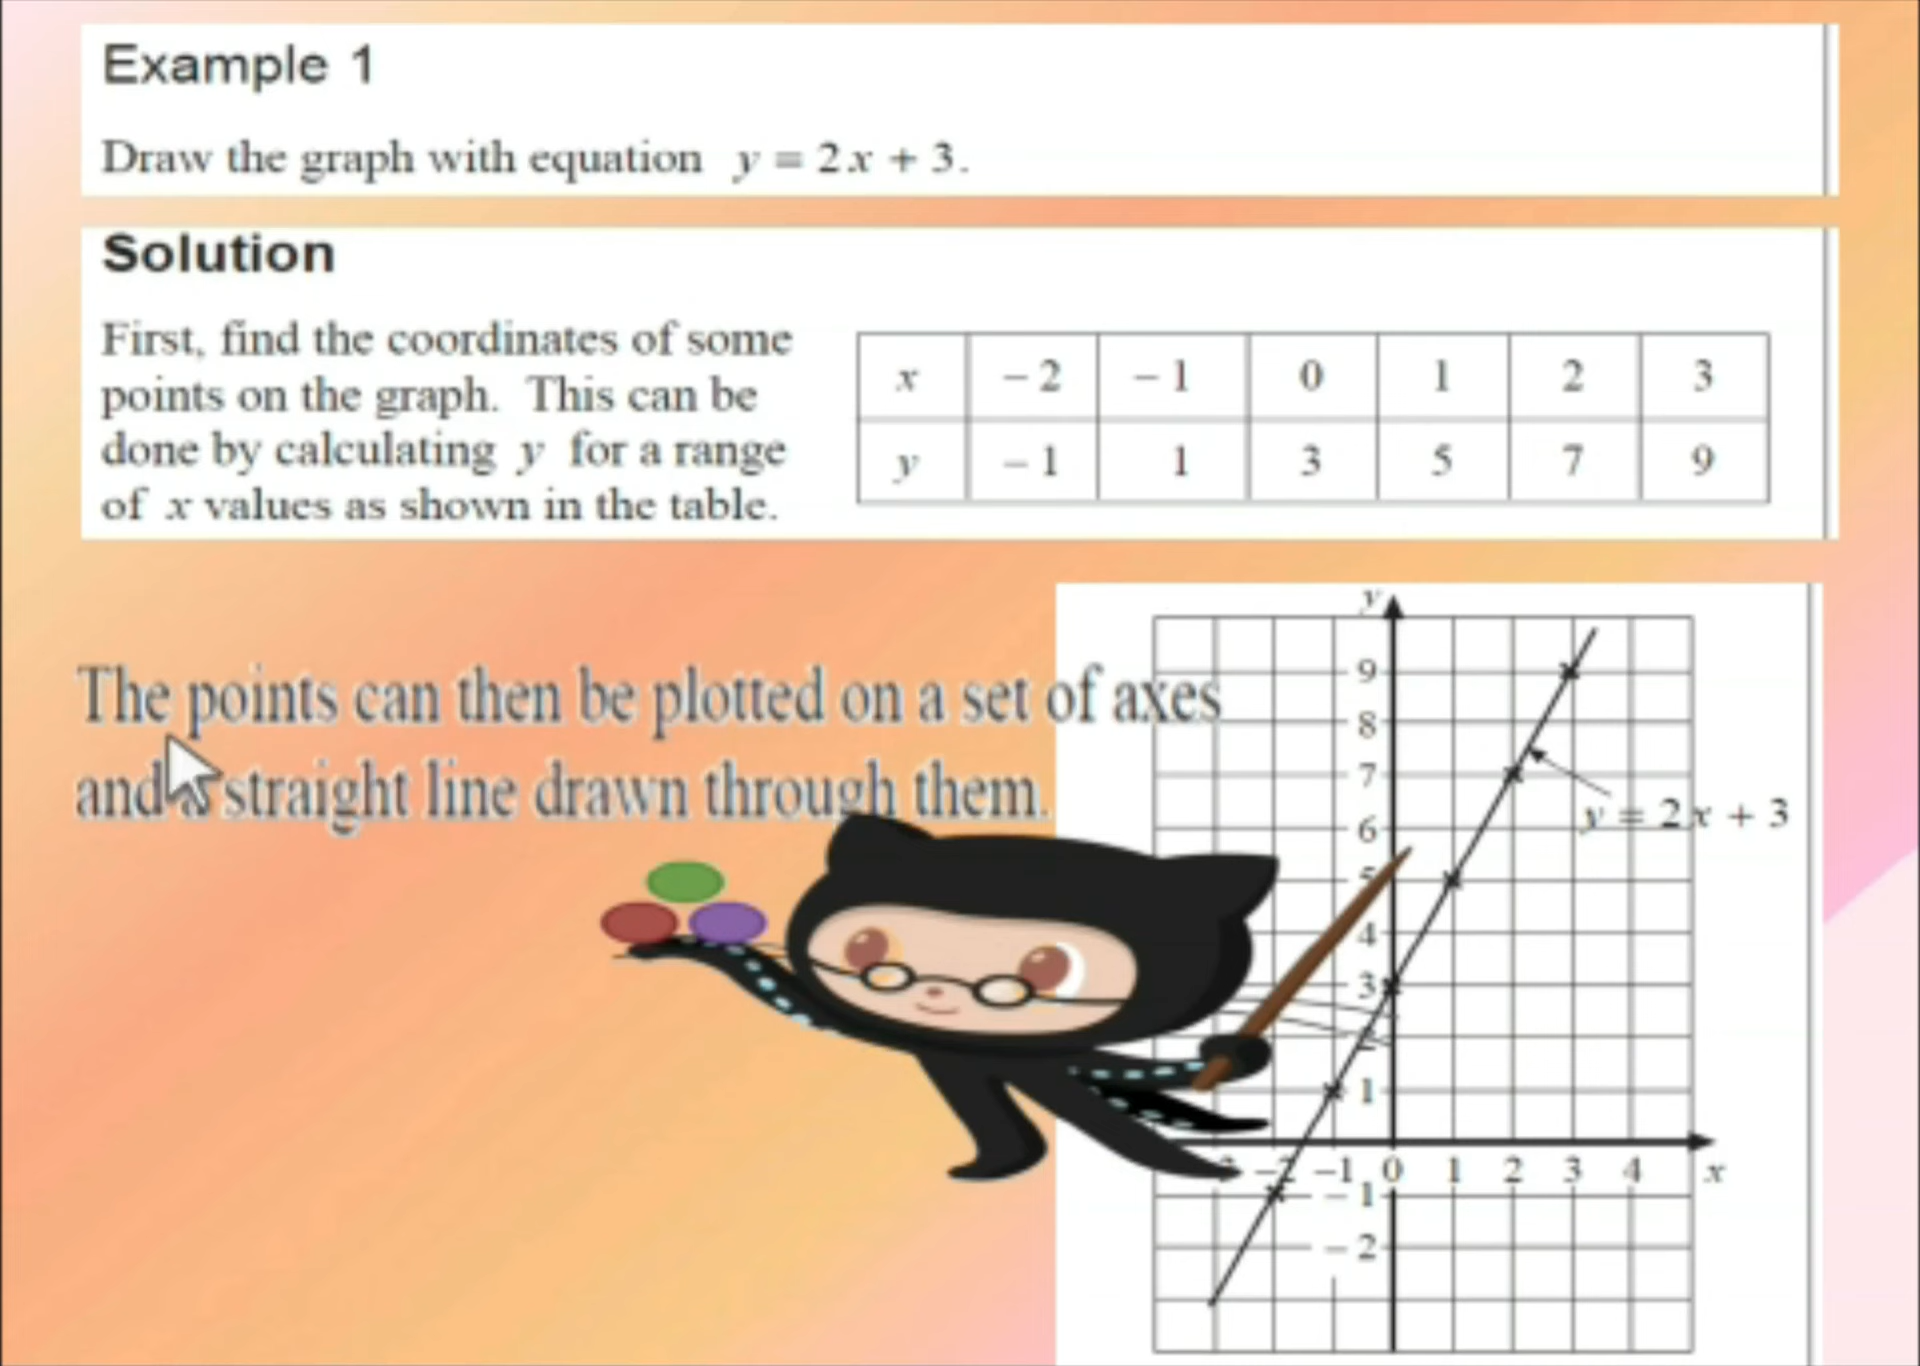 Example 1
Draw the graph with equation y = 2x + 3.
Solution
First, find the coordinates of some
points on the graph. This can be
done by calculating y for a range
of x values as shown in the table.
x −2 −1 0 1 2 3
y −1 1 3 5 7 9
The points can then be plotted on a set of axes
and a straight line drawn through them.
y
9
8
7
y = 2x + 3
6
5
4
3
2
1
−2 −1 0 1 2 3 4 x
−1
−2